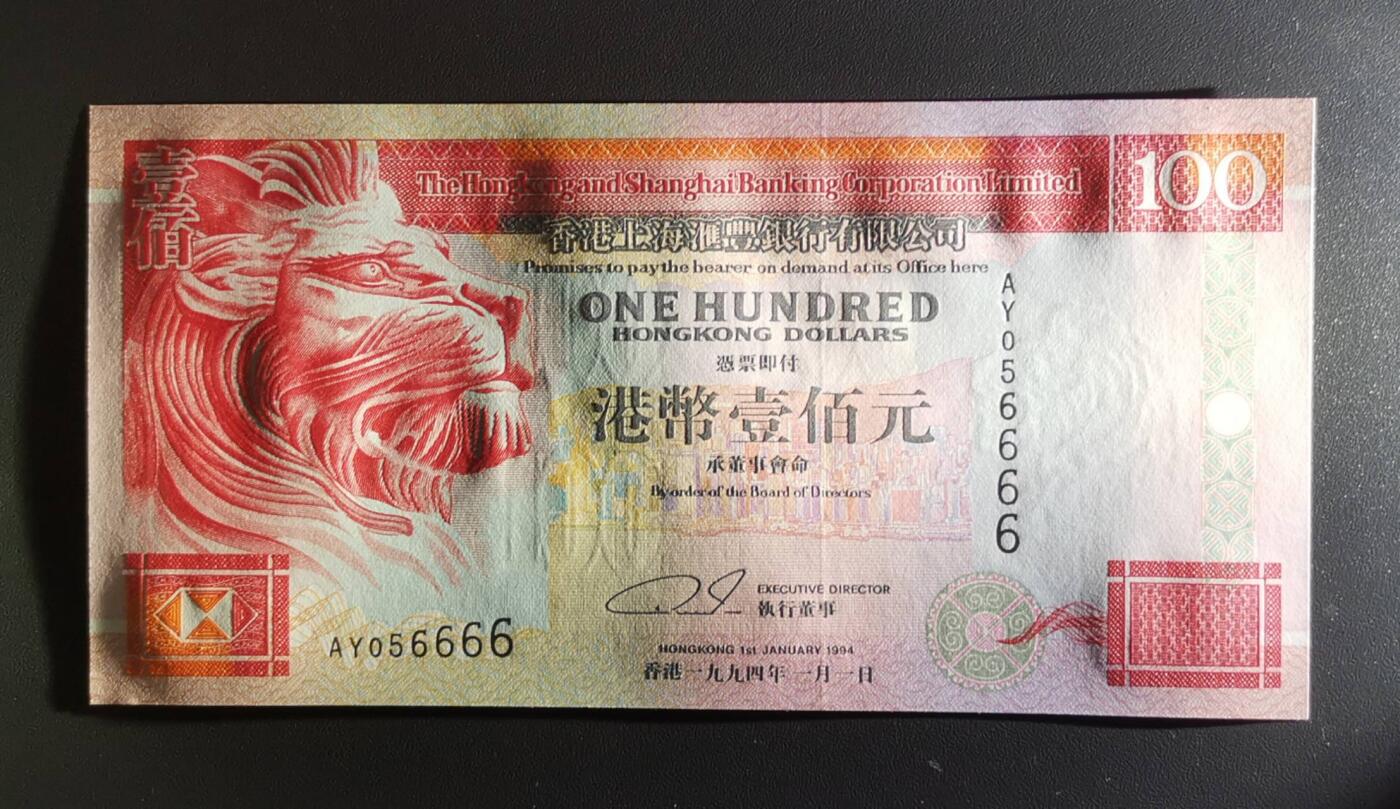 壹佰
The Hongkong and Shanghai Banking Corporation Limited
100
香港上海滙豐銀行有限公司
Promises to pay the bearer on demand at its Office here
ONE HUNDRED
HONGKONG DOLLARS
憑票即付
港幣壹佰元
承董事會命
By order of the Board of Directors
AY056666
EXECUTIVE DIRECTOR
執行董事
AY056666
HONGKONG 1st JANUARY 1994
香港一九九四年一月一日